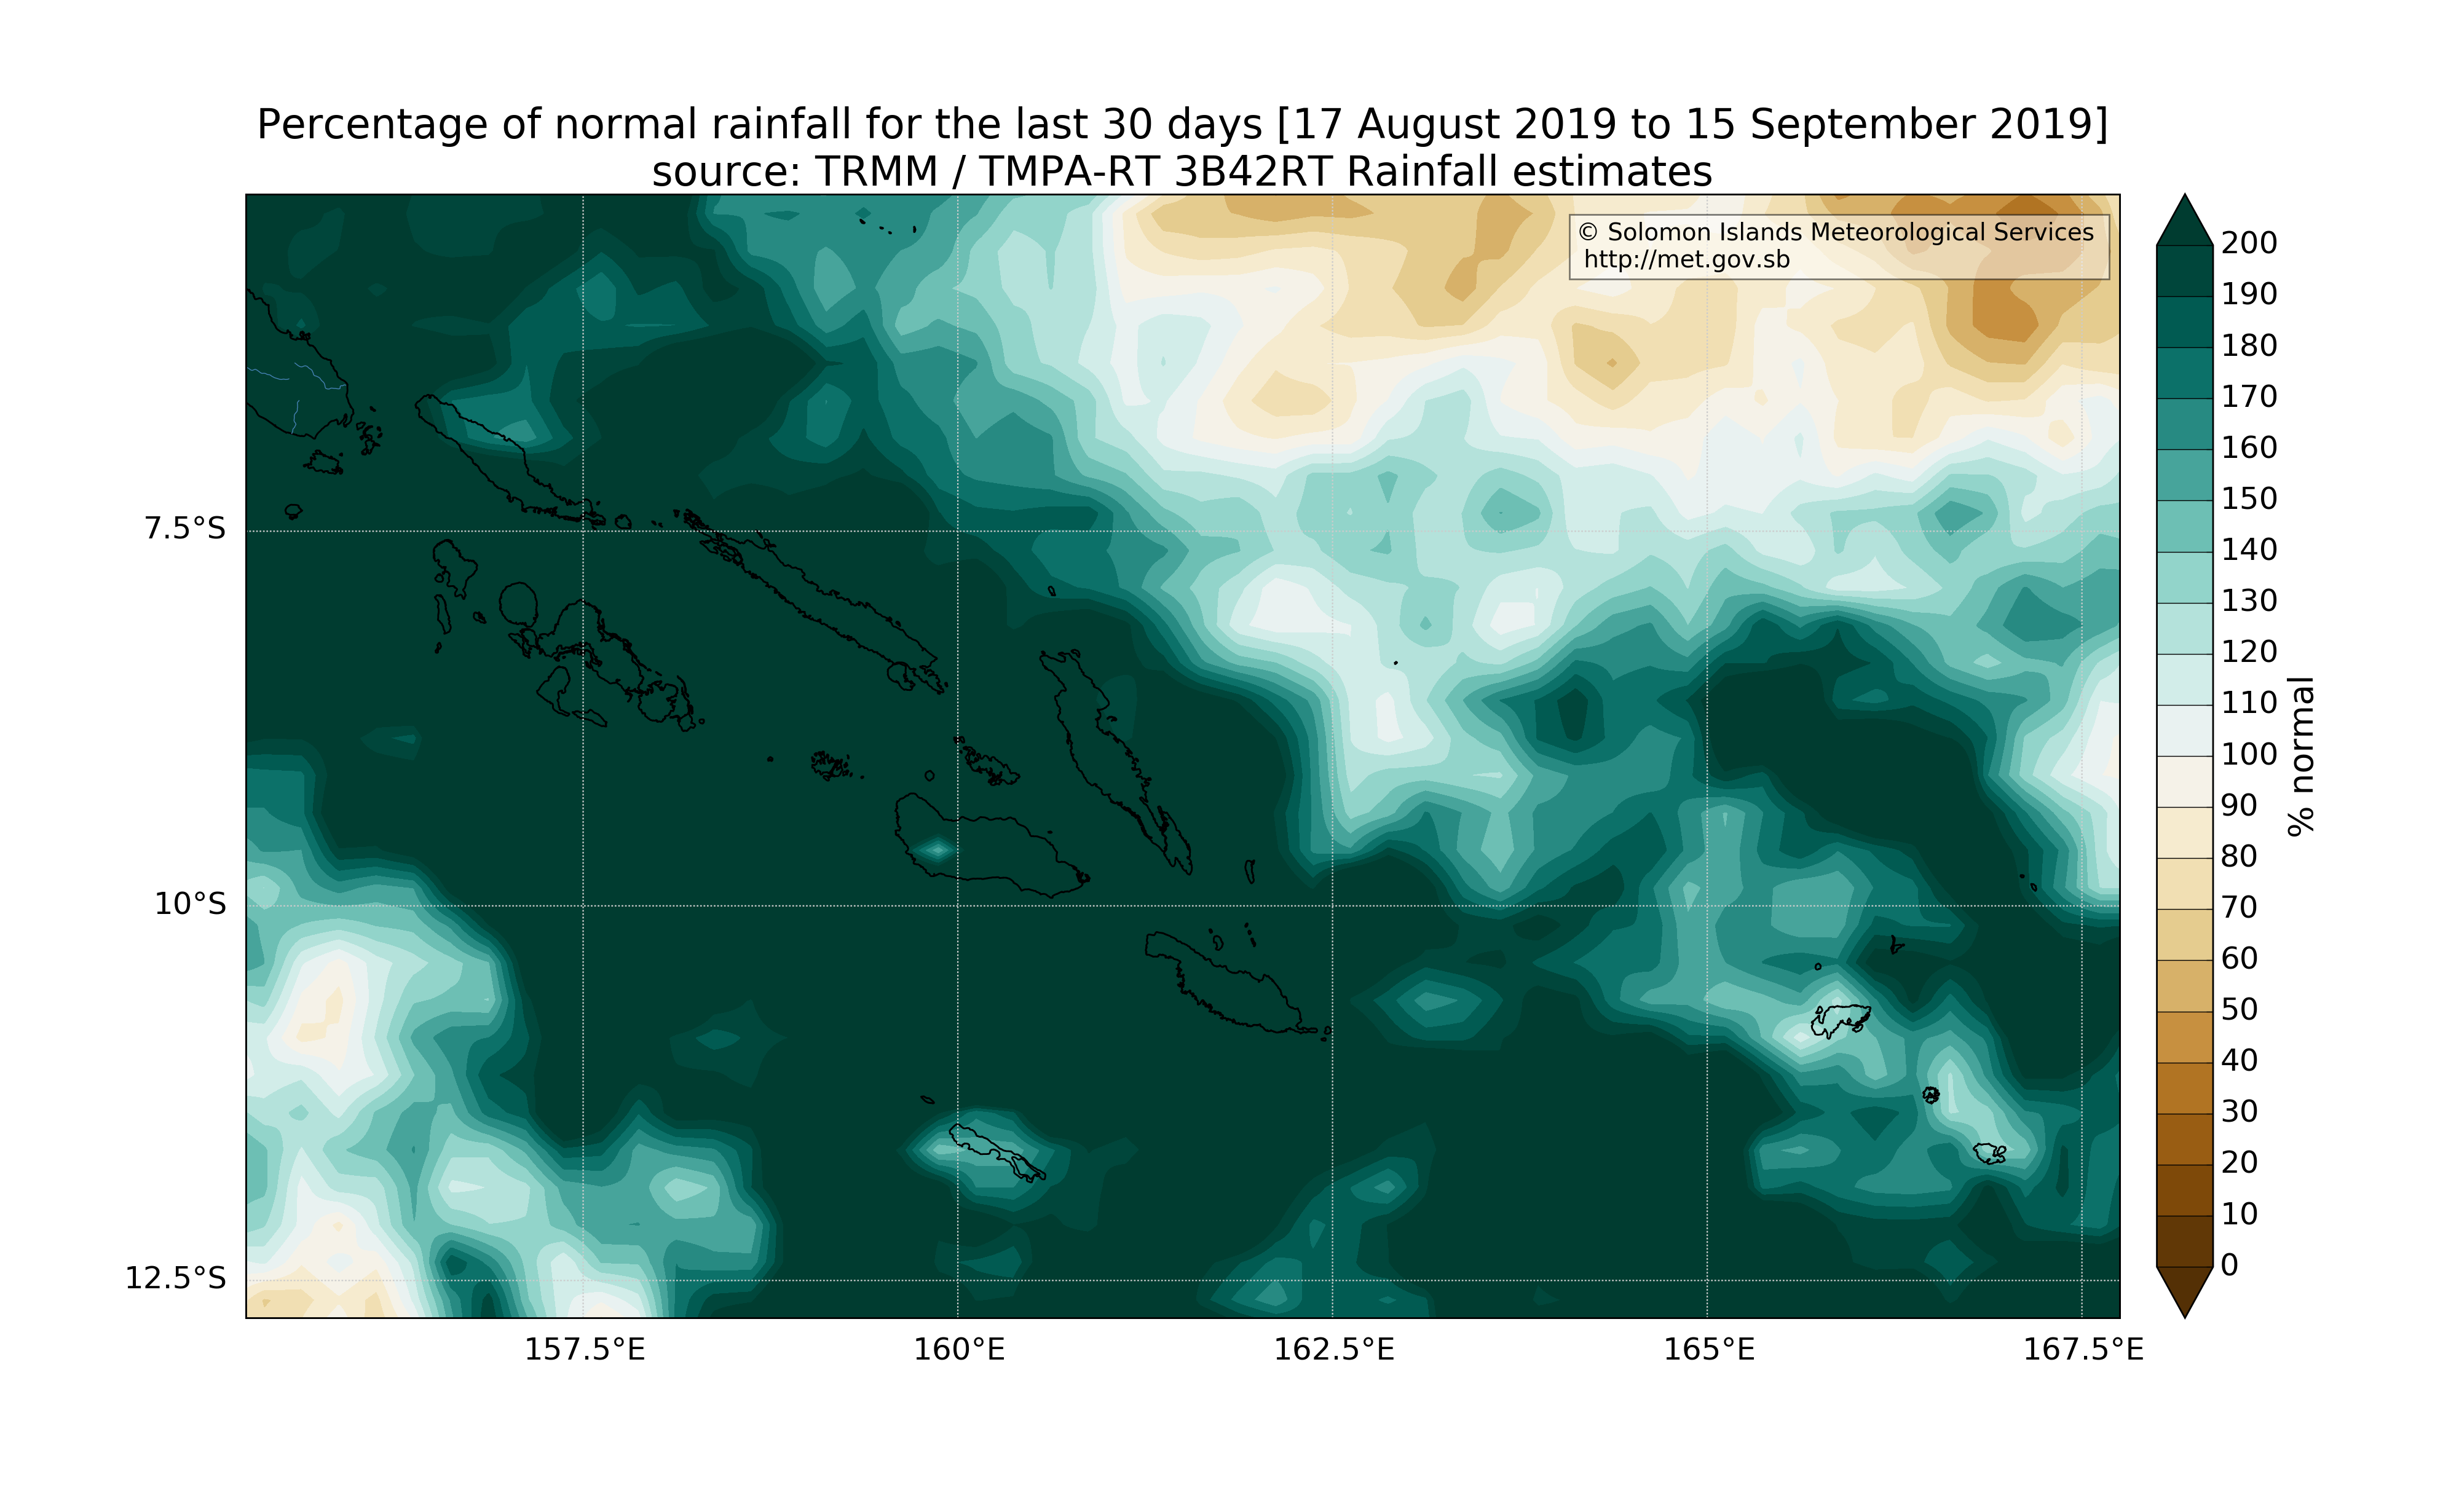 Percentage of normal rainfall for the last 30 days [17 August 2019 to 15 September 2019]
source: TRMM / TMPA-RT 3B42RT Rainfall estimates
© Solomon Islands Meteorological Services
http://met.gov.sb
7.5°S
10°S
12.5°S
157.5°E
160°E
162.5°E
165°E
167.5°E
200
190
180
170
160
150
140
130
120
110
100
90
80
70
60
50
40
30
20
10
0
% normal